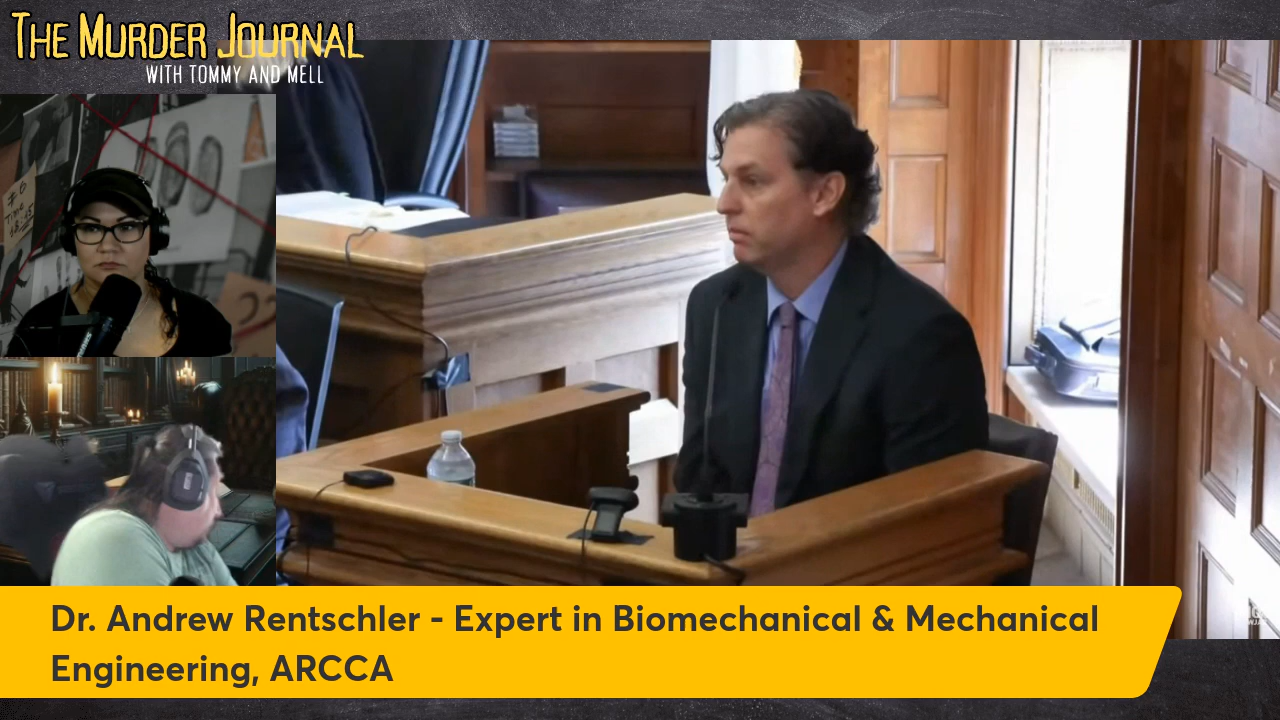 THE MURDER JOURNAL
WITH TOMMY AND MELL
Dr. Andrew Rentschler - Expert in Biomechanical & Mechanical
Engineering, ARCCA